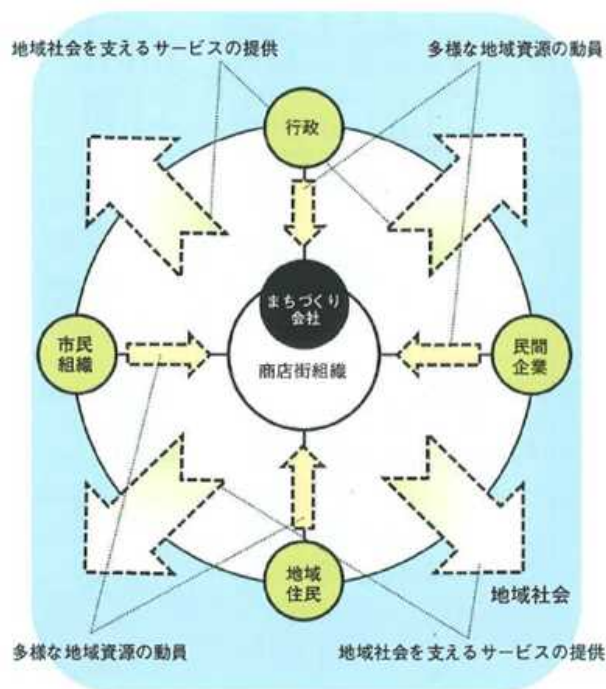 地域社会を支えるサービスの提供
多様な地域資源の動員
行政
まちづくり
会社
市民
組織
商店街組織
民間
企業
地域
住民
地域社会
多様な地域資源の動員
地域社会を支えるサービスの提供